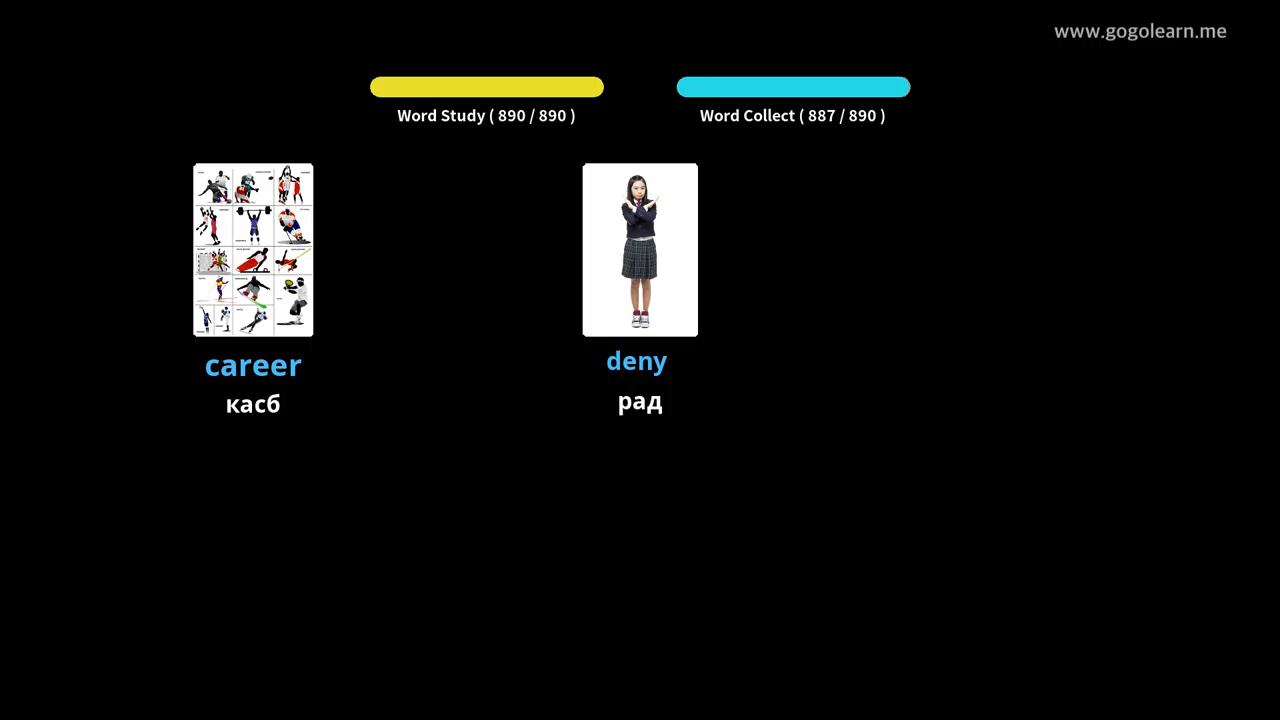 www.gogolearn.me
Word Study ( 890 / 890 )
Word Collect ( 887 / 890 )
career
касб
deny
рад